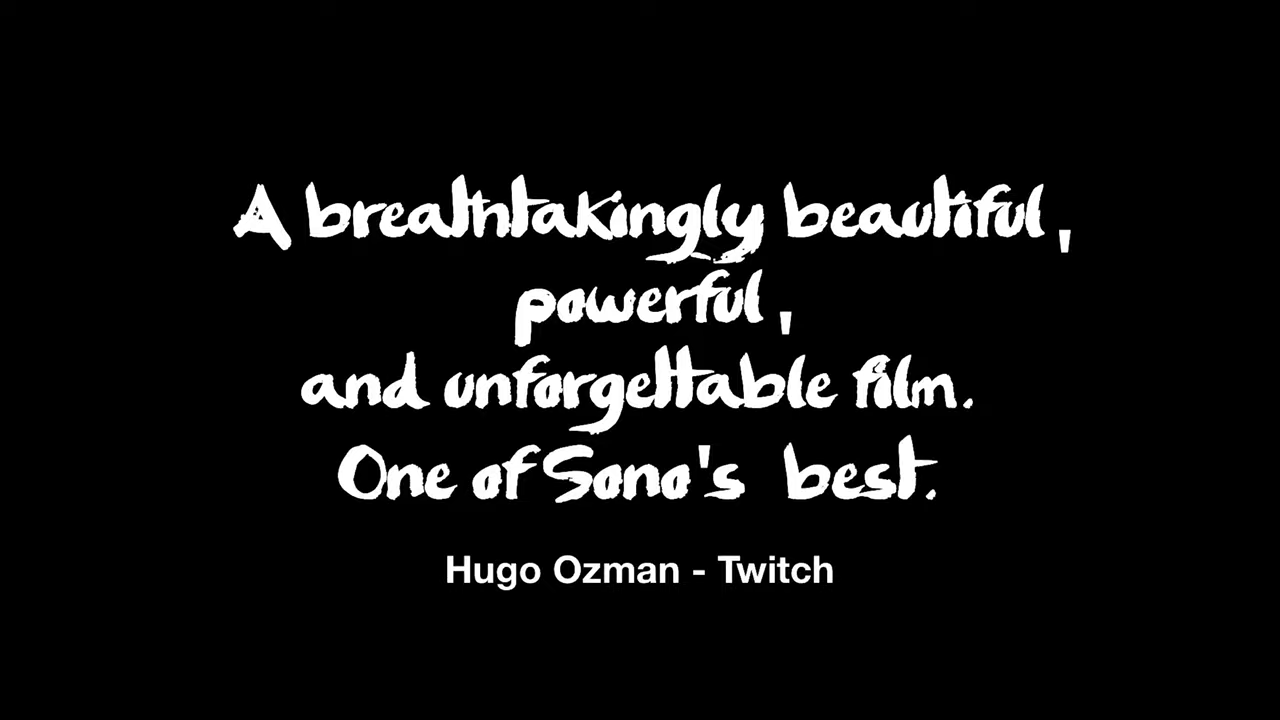 A breathtakingly beautiful,
powerful,
and unforgettable film.
One of Sono's best.
Hugo Ozman - Twitch